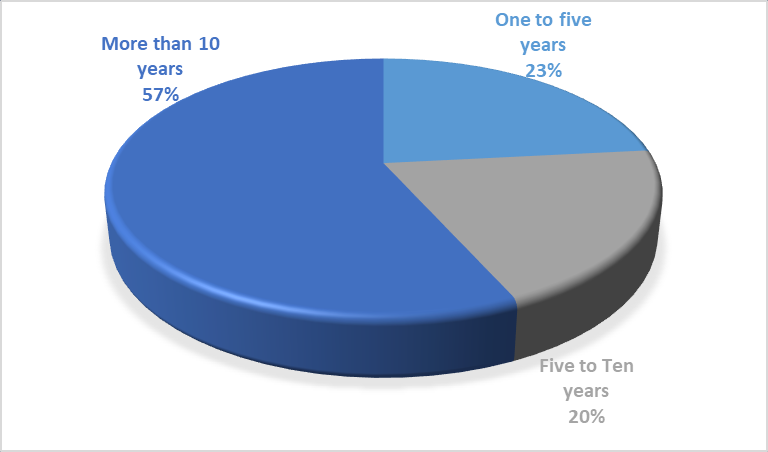 One to five
years
23%
More than 10
years
57%
Five to Ten
years
20%